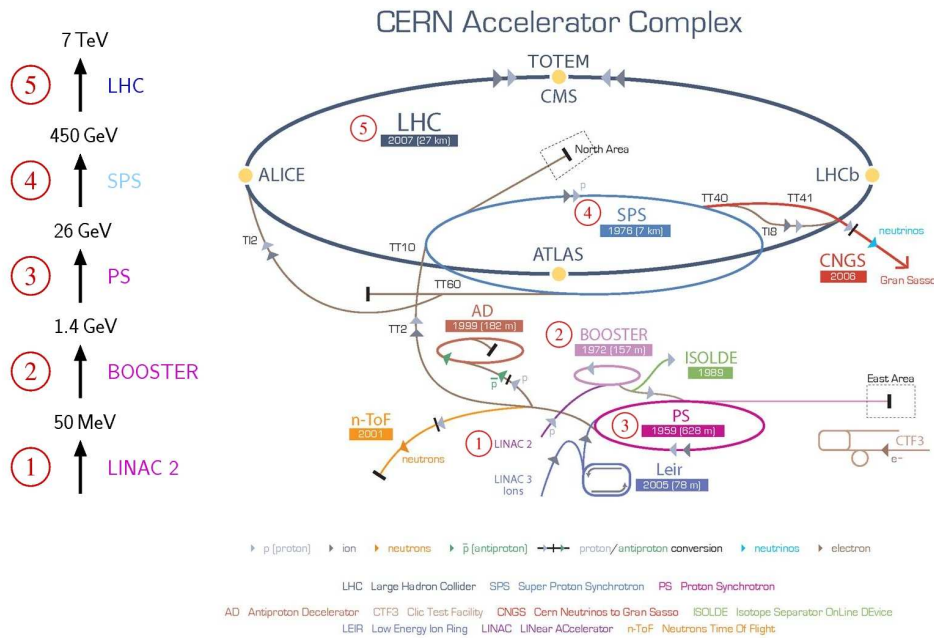 CERN Accelerator Complex
7 TeV
5 LHC
450 GeV
4 SPS
26 GeV
3 PS
1.4 GeV
2 BOOSTER
50 MeV
1 LINAC 2
TOTEM
CMS
5 LHC
2007 (27 km)
North Area
ALICE
LHCb
p
4 SPS
1976 (7 km)
TT40
TT41
TI8
TI2
TT10
ATLAS
neutrinos
CNGS
2006
Gran Sasso
TT60
TT2
AD
1999 (182 m)
2 BOOSTER
1972 (157 m)
ISOLDE
1989
p̅
p
East Area
n-ToF
2001
neutrons
1 LINAC 2
p
3 PS
1959 (628 m)
CTF3
e-
LINAC 3
Ions
Leir
2005 (78 m)
p [proton] ion neutrons p̅ [antiproton] proton/antiproton conversion neutrinos electron
LHC Large Hadron Collider SPS Super Proton Synchrotron PS Proton Synchrotron
AD Antiproton Decelerator CTF3 Clic Test Facility CNGS Cern Neutrinos to Gran Sasso ISOLDE Isotope Separator OnLine DEvice
LEIR Low Energy Ion Ring LINAC LINear ACcelerator n-ToF Neutrons Time Of Flight